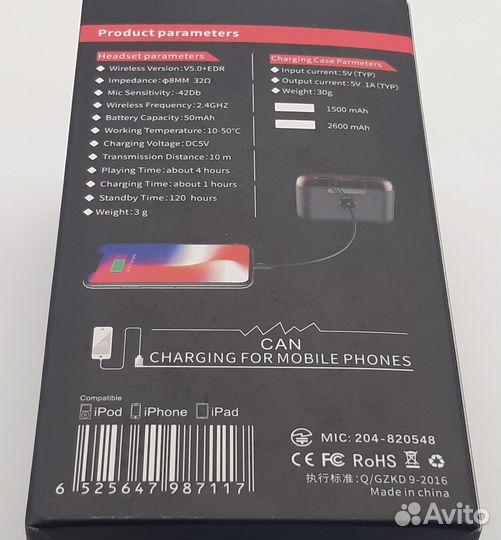 Product parameters
Headset parameters
Wireless Version:V5.0+EDR
Impedance:φ8MM 32Ω
Mic Sensitivity:-42Db
Wireless Frequency:2.4GHZ
Battery Capacity:50mAh
Working Temperature:10-50°C
Charging Voltage:DC5V
Transmission Distance:10 m
Playing Time:about 4 hours
Charging Time:about 1 hours
Standby Time:120 hours
Weight:3 g
Charging Case Parmeters
Input current:5V(TYP)
Output current:5V 1A(TYP)
Weight:30g
1500 mAh
2600 mAh
CAN
CHARGING FOR MOBILE PHONES
Compatible
iPod iPhone iPad
6 525647 987117
MIC: 204-820548
CE FC RoHS
执行标准:Q/GZKD 9-2016
Made in china
Avito